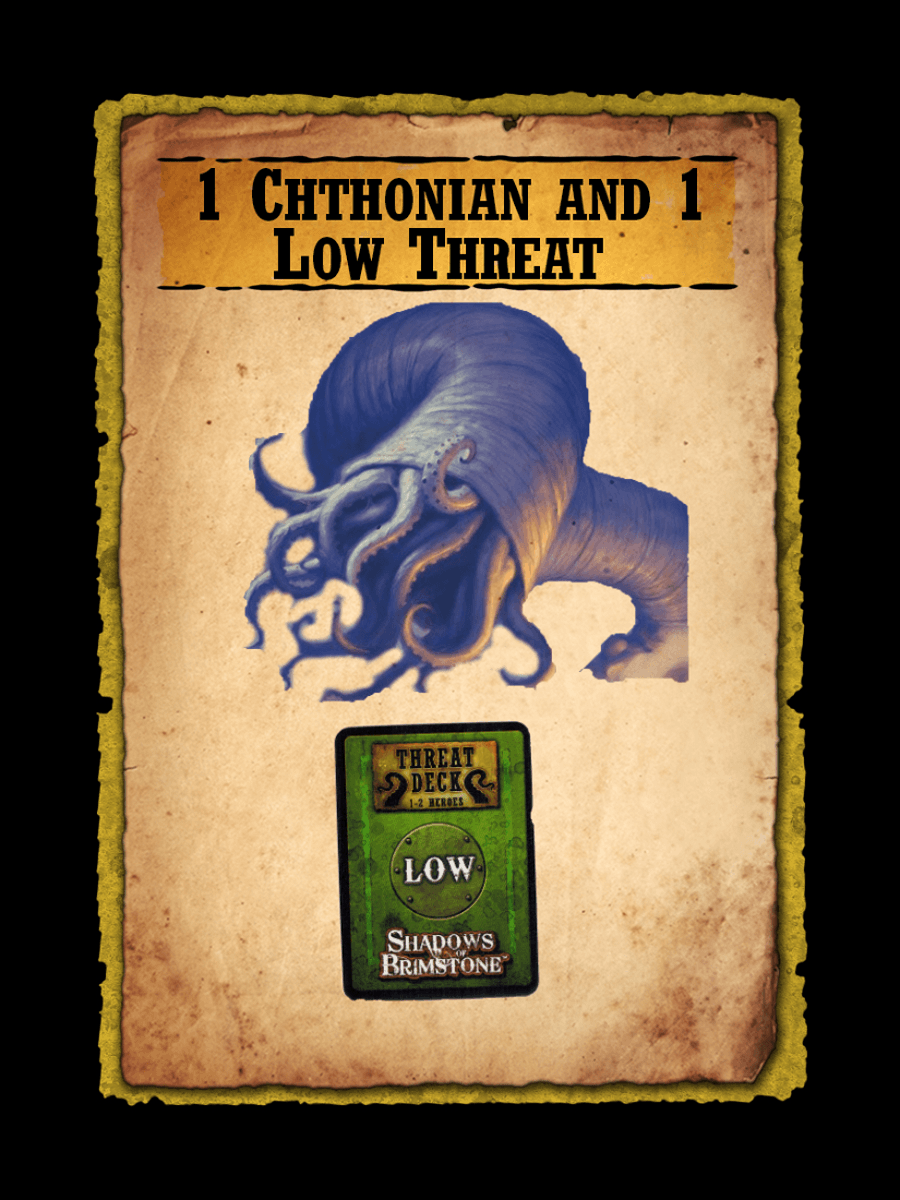 1 Chthonian and 1
Low Threat
THREAT
DECK
1-2 HEROES
LOW
SHADOWS
OF
BRIMSTONE